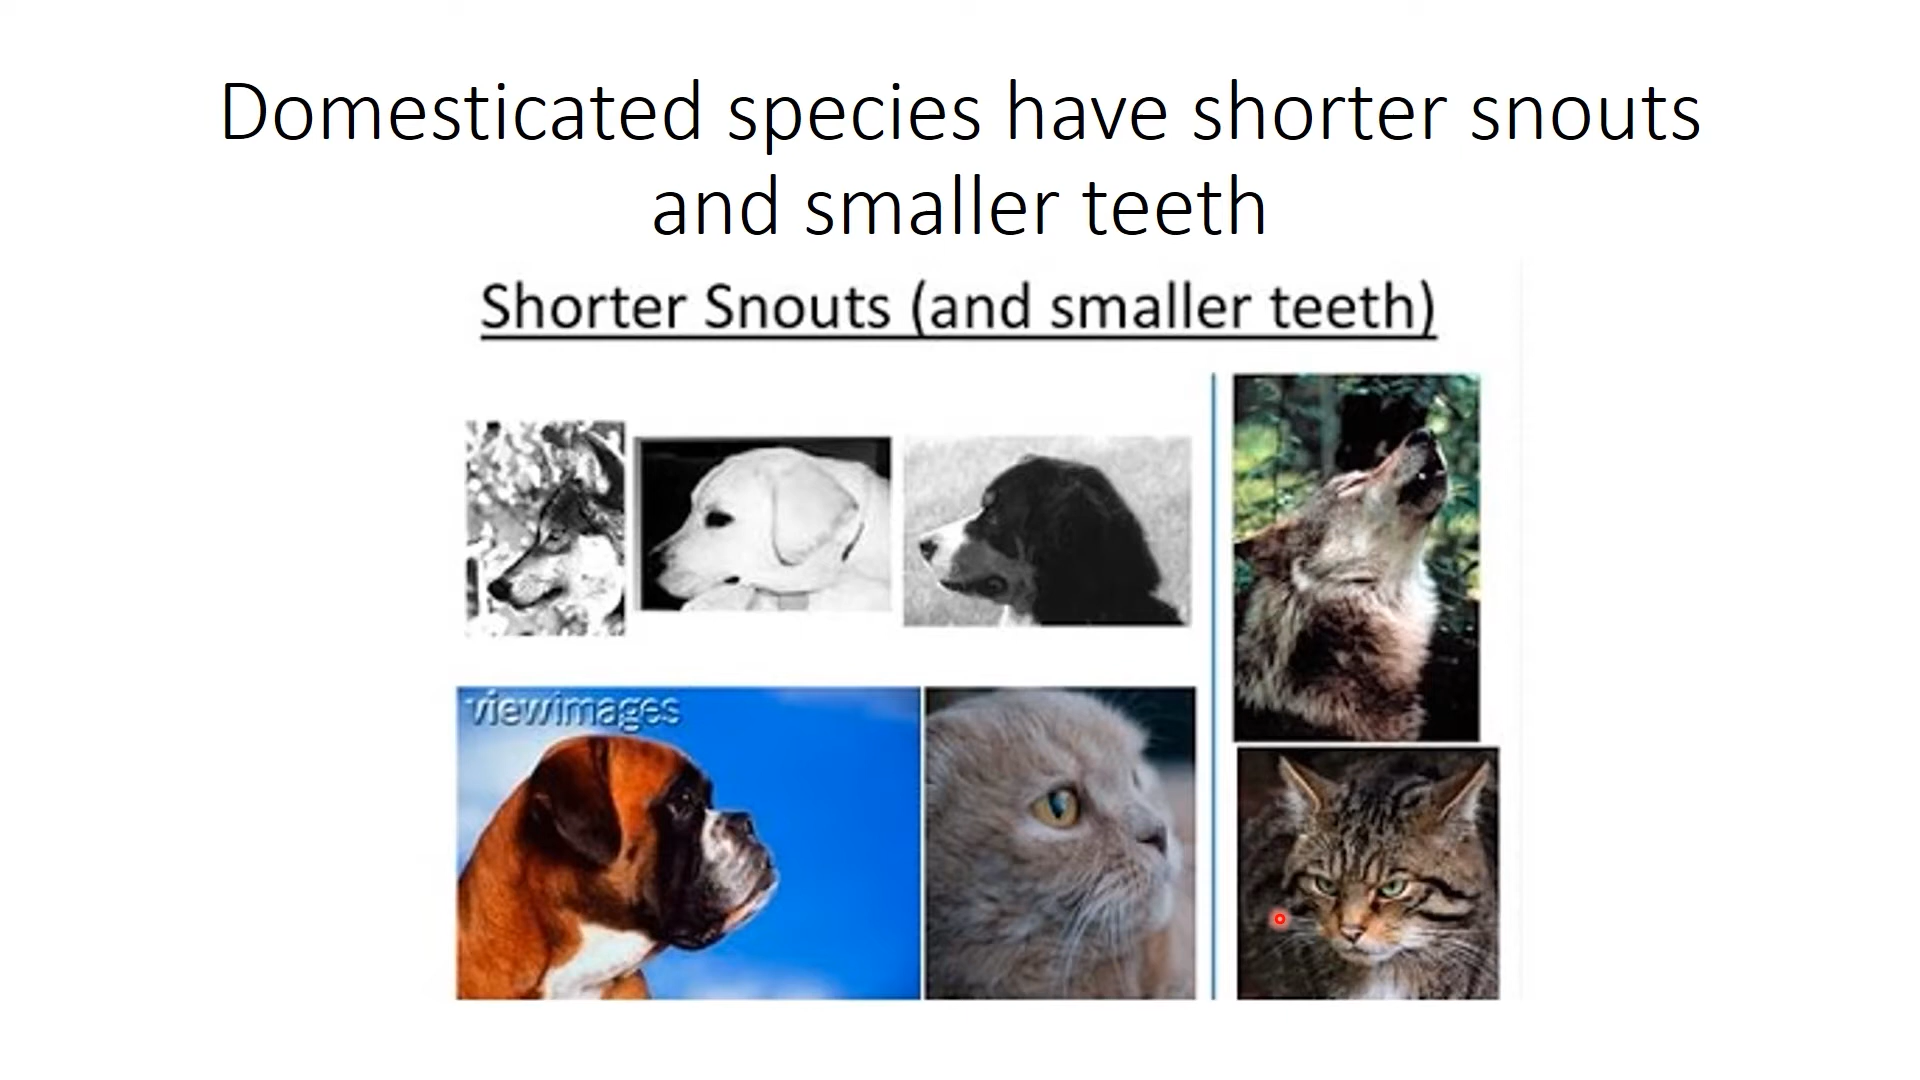 Domesticated species have shorter snouts
and smaller teeth
Shorter Snouts (and smaller teeth)
viewimages